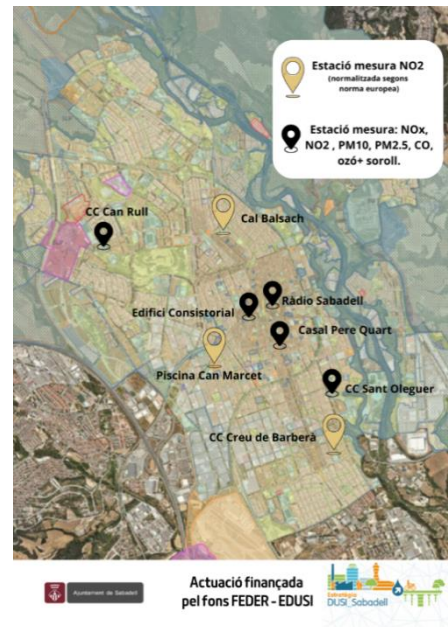 Estació mesura NO2
(normalitzada segons
norma europea)
Estació mesura: NOx,
NO2 , PM10, PM2.5, CO,
ozó+ soroll.
CC Can Rull
Cal Balsach
Ràdio Sabadell
Edifici Consistorial
Casal Pere Quart
Piscina Can Marcet
CC Sant Oleguer
CC Creu de Barberà
Ajuntament de Sabadell
Actuació finançada
pel fons FEDER - EDUSI
Estratègia
DUSI_Sabadell